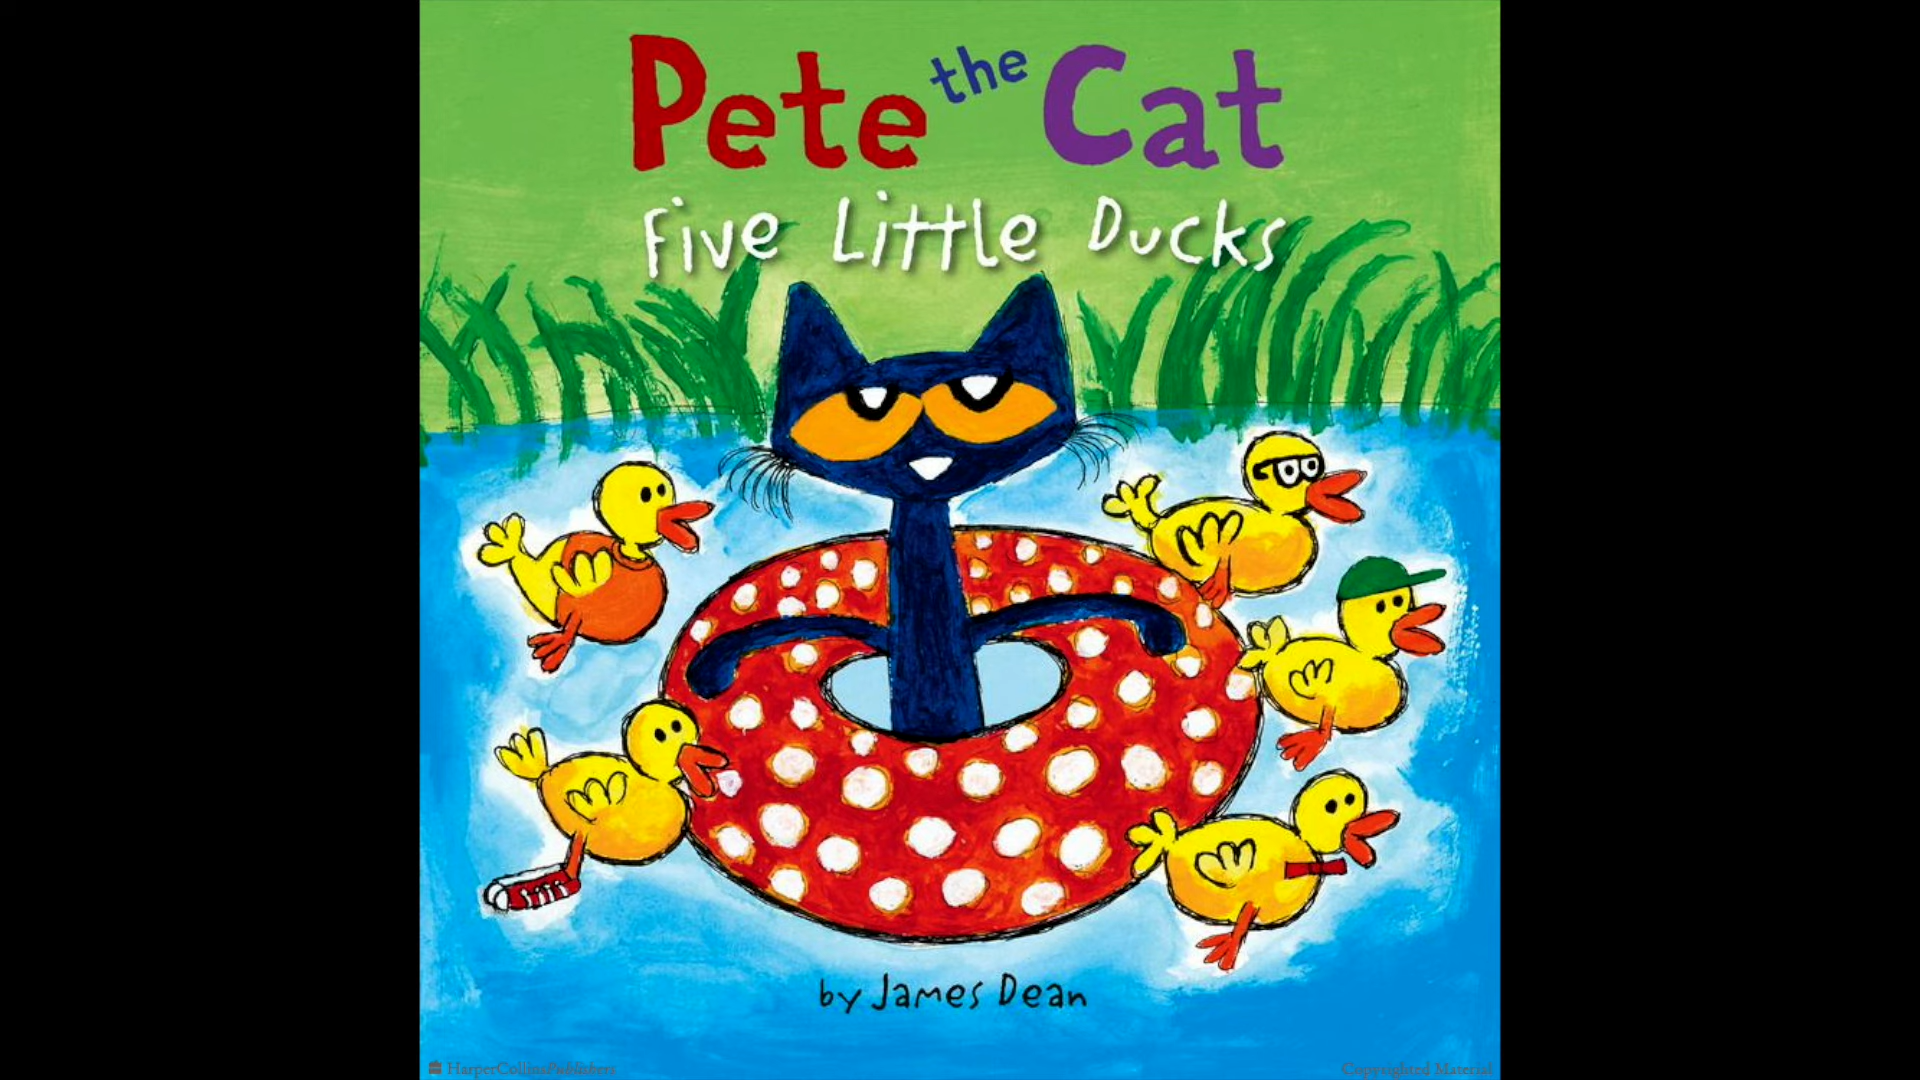 Pete the Cat
Five Little Ducks
by James Dean
HarperCollinsPublishers
Copyrighted Material